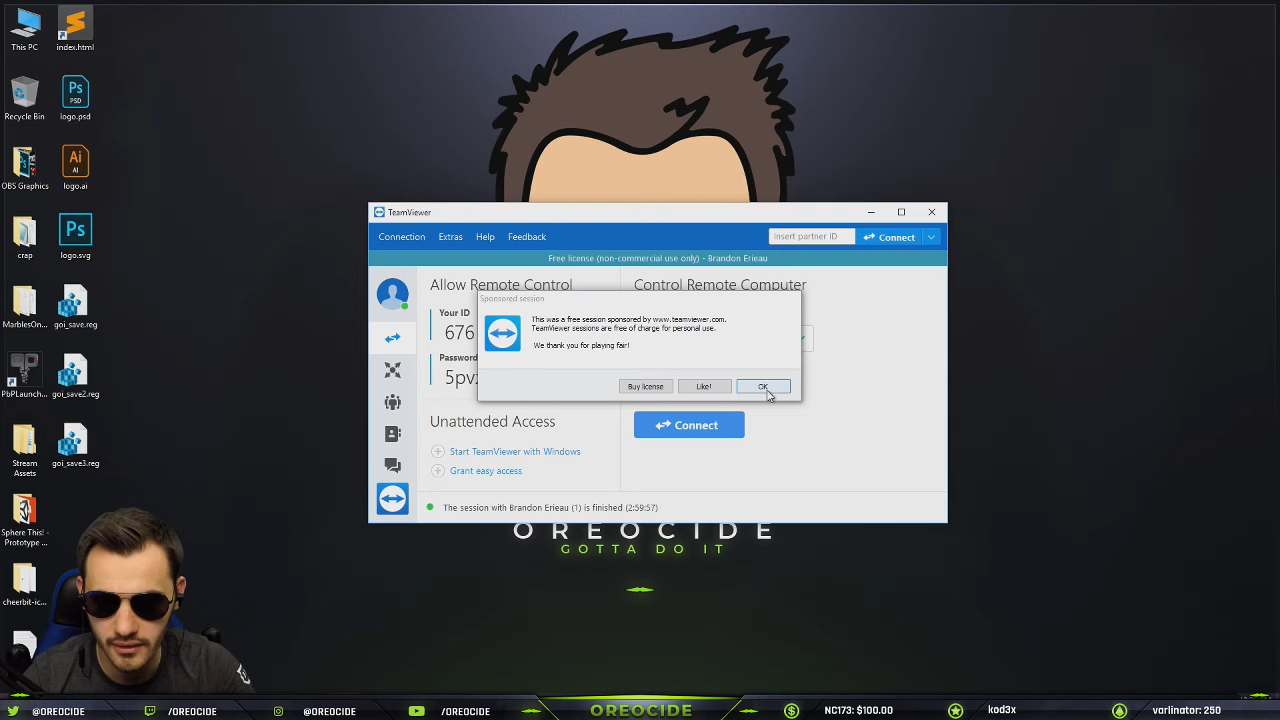 This PC
index.html
Recycle Bin
logo.psd
OBS Graphics
logo.ai
crap
logo.svg
MarblesOn...
goi_save.reg
PbPLaunch...
goi_save2.reg
Stream
Assets
goi_save3.reg
Sphere This! -
Prototype ...
cheerbit-ic...
Ps
PSD
Ai
AI
Ps
TeamViewer
Connection Extras Help Feedback
Insert partner ID
Connect
Free license (non-commercial use only) - Brandon Erieau
Allow Remote Control
Control Remote Computer
Your ID
676
Password
Sponsored session
This was a free session sponsored by www.teamviewer.com.
TeamViewer sessions are free of charge for personal use.
We thank you for playing fair!
Buy license Like! OK
Unattended Access
Connect
Start TeamViewer with Windows
Grant easy access
The session with Brandon Erieau (1) is finished (2:59:57)
OREOCIDE
GOTTA DO IT
@OREOCIDE /OREOCIDE @OREOCIDE /OREOCIDE OREOCIDE NC173: $100.00 kod3x varlinator: 250